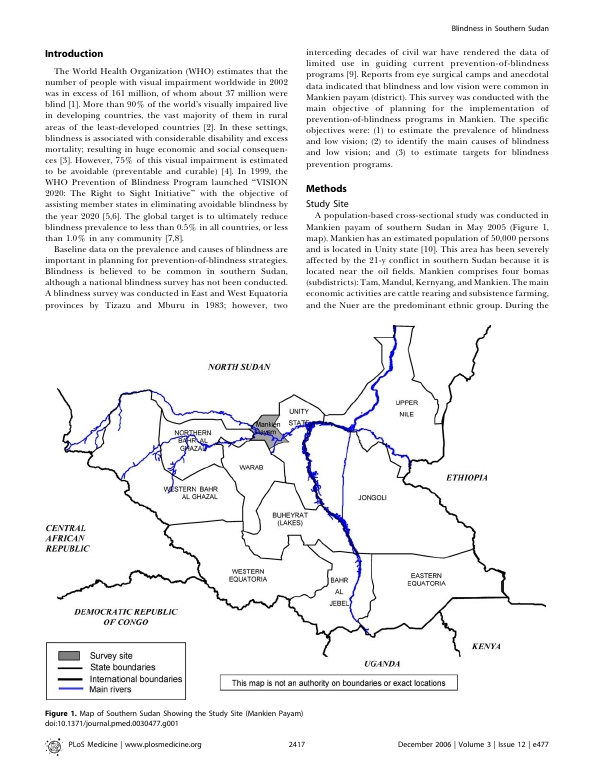 Blindness in Southern Sudan
Introduction
The World Health Organization (WHO) estimates that the
number of people with visual impairment worldwide in 2002
was in excess of 161 million, of whom about 37 million were
blind [1]. More than 90% of the world's visually impaired live
in developing countries, the vast majority of them in rural
areas of the least-developed countries [2]. In these settings,
blindness is associated with considerable disability and excess
mortality; resulting in huge economic and social consequen-
ces [3]. However, 75% of this visual impairment is estimated
to be avoidable (preventable and curable) [4]. In 1999, the
WHO Prevention of Blindness Program launched "VISION
2020: The Right to Sight Initiative" with the objective of
assisting member states in eliminating avoidable blindness by
the year 2020 [5,6]. The global target is to ultimately reduce
blindness prevalence to less than 0.5% in all countries, or less
than 1.0% in any community [7,8].
Baseline data on the prevalence and causes of blindness are
important in planning for prevention-of-blindness strategies.
Blindness is believed to be common in southern Sudan,
although a national blindness survey has not been conducted.
A blindness survey was conducted in East and West Equatoria
provinces by Tizazu and Mburu in 1983; however, two
interceding decades of civil war have rendered the data of
limited use in guiding current prevention-of-blindness
programs [9]. Reports from eye surgical camps and anecdotal
data indicated that blindness and low vision were common in
Mankien payam (district). This survey was conducted with the
main objective of planning for the implementation of
prevention-of-blindness programs in Mankien. The specific
objectives were: (1) to estimate the prevalence of blindness
and low vision; (2) to identify the main causes of blindness
and low vision; and (3) to estimate targets for blindness
prevention programs.
Methods
Study Site
A population-based cross-sectional study was conducted in
Mankien payam of southern Sudan in May 2005 (Figure 1,
map). Mankien has an estimated population of 50,000 persons
and is located in Unity state [10]. This area has been severely
affected by the 21-y conflict in southern Sudan because it is
located near the oil fields. Mankien comprises four bomas
(subdistricts): Tam, Mandul, Kernyang, and Mankien. The main
economic activities are cattle rearing and subsistence farming,
and the Nuer are the predominant ethnic group. During the
NORTH SUDAN
UNITY
STATE
UPPER
NILE
Mankien
Payam
NORTHERN
BAHR AL
GHAZAL
WARAB
ETHIOPIA
WESTERN BAHR
AL GHAZAL
JONGOLI
BUHEYRAT
(LAKES)
CENTRAL
AFRICAN
REPUBLIC
WESTERN
EQUATORIA
BAHR
AL
JEBEL
EASTERN
EQUATORIA
DEMOCRATIC REPUBLIC
OF CONGO
KENYA
UGANDA
Survey site
State boundaries
International boundaries
Main rivers
This map is not an authority on boundaries or exact locations
Figure 1. Map of Southern Sudan Showing the Study Site (Mankien Payam)
doi:10.1371/journal.pmed.0030477.g001
PLoS Medicine | www.plosmedicine.org
2417
December 2006 | Volume 3 | Issue 12 | e477